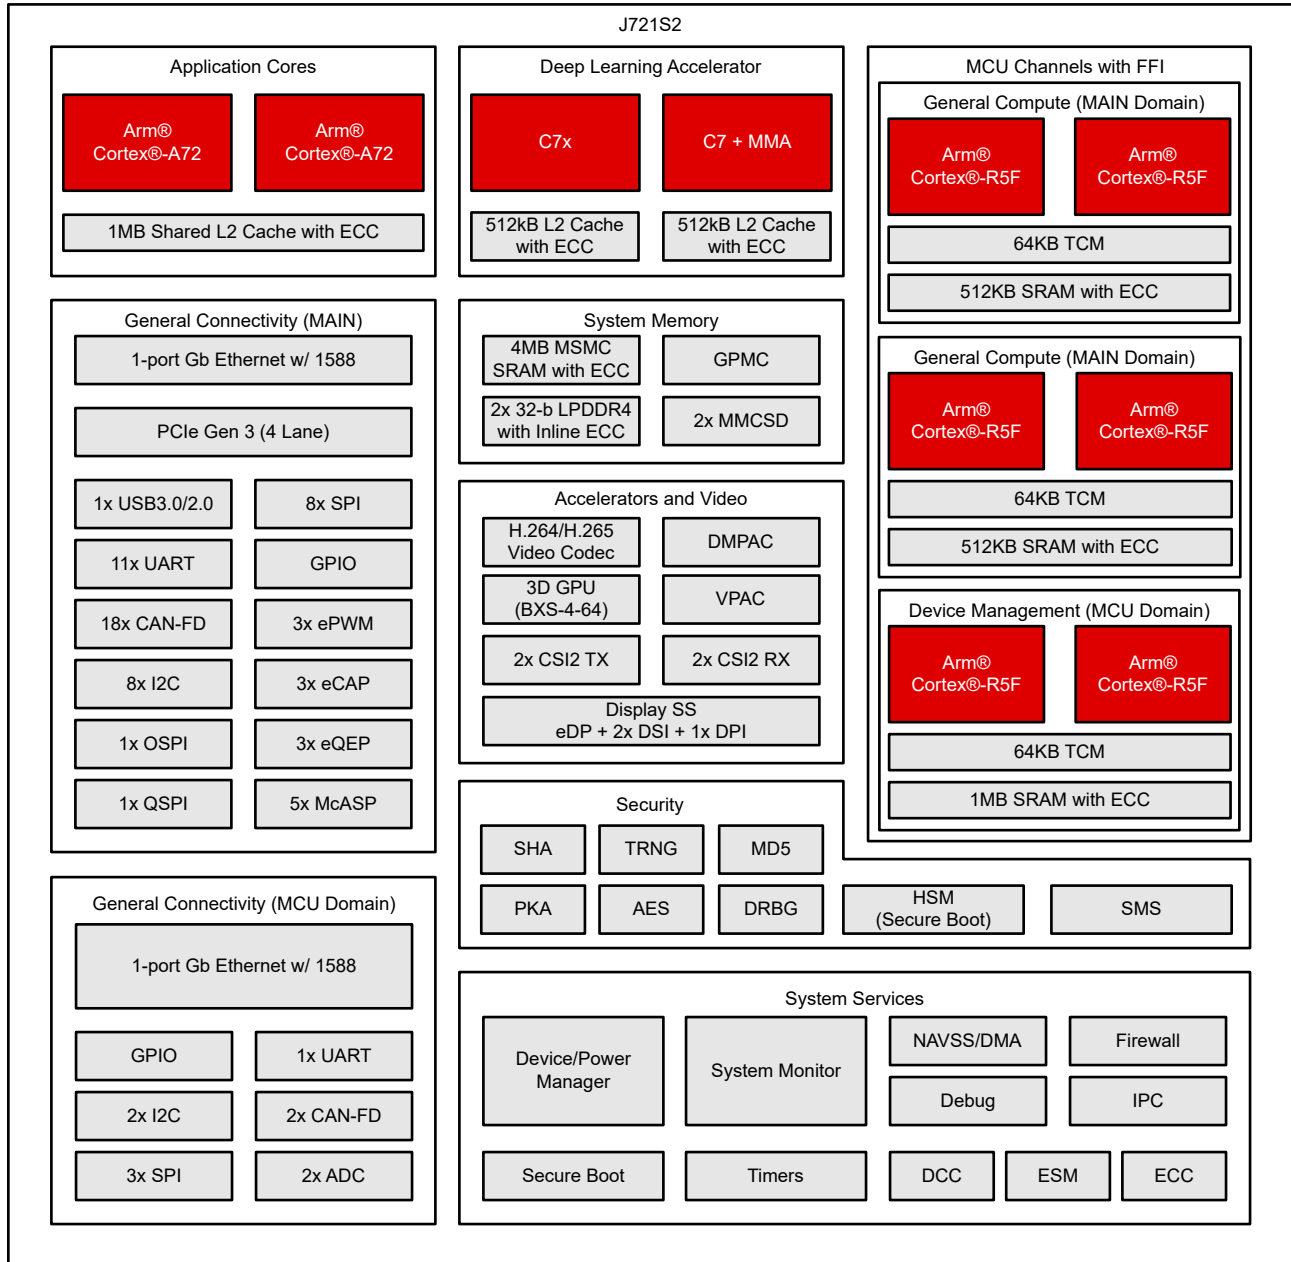 J721S2
Application Cores
Arm®
Cortex®-A72
Arm®
Cortex®-A72
1MB Shared L2 Cache with ECC
Deep Learning Accelerator
C7x
C7 + MMA
512kB L2 Cache
with ECC
512kB L2 Cache
with ECC
MCU Channels with FFI
General Compute (MAIN Domain)
Arm®
Cortex®-R5F
Arm®
Cortex®-R5F
64KB TCM
512KB SRAM with ECC
General Compute (MAIN Domain)
Arm®
Cortex®-R5F
Arm®
Cortex®-R5F
64KB TCM
512KB SRAM with ECC
Device Management (MCU Domain)
Arm®
Cortex®-R5F
Arm®
Cortex®-R5F
64KB TCM
1MB SRAM with ECC
General Connectivity (MAIN)
1-port Gb Ethernet w/ 1588
PCIe Gen 3 (4 Lane)
1x USB3.0/2.0
8x SPI
11x UART
GPIO
18x CAN-FD
3x ePWM
8x I2C
3x eCAP
1x OSPI
3x eQEP
1x QSPI
5x McASP
System Memory
4MB MSMC
SRAM with ECC
GPMC
2x 32-b LPDDR4
with Inline ECC
2x MMCSD
Accelerators and Video
H.264/H.265
Video Codec
DMPAC
3D GPU
(BXS-4-64)
VPAC
2x CSI2 TX
2x CSI2 RX
Display SS
eDP + 2x DSI + 1x DPI
Security
SHA
TRNG
MD5
PKA
AES
DRBG
HSM
(Secure Boot)
SMS
General Connectivity (MCU Domain)
1-port Gb Ethernet w/ 1588
GPIO
1x UART
2x I2C
2x CAN-FD
3x SPI
2x ADC
System Services
Device/Power
Manager
System Monitor
NAVSS/DMA
Firewall
Debug
IPC
Secure Boot
Timers
DCC
ESM
ECC